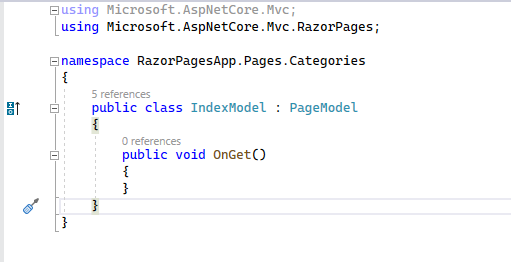 using Microsoft.AspNetCore.Mvc;
using Microsoft.AspNetCore.Mvc.RazorPages;
namespace RazorPagesApp.Pages.Categories
{
5 references
public class IndexModel : PageModel
{
0 references
public void OnGet()
{
}
}
}